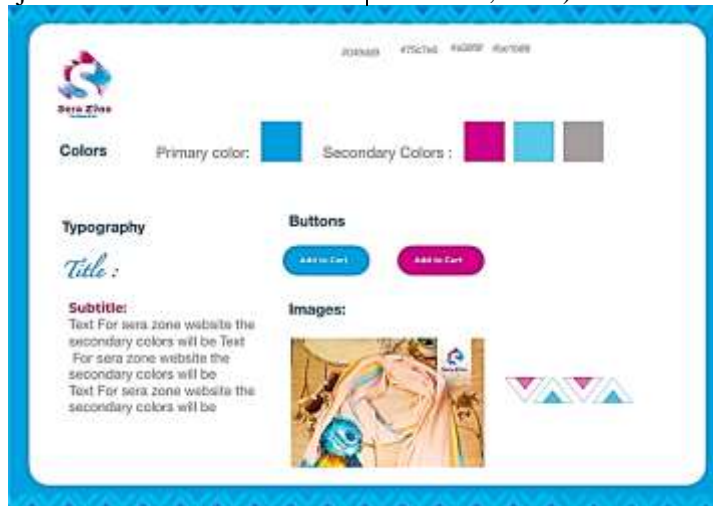 Sera Zone
Colors
Primary color:
Secondary Colors :
Typography
Buttons
Title :
Add to Cart
Add to Cart
Subtitle:
Images:
Text For sera zone website the
secondary colors will be Text
For sera zone website the
secondary colors will be
Text For sera zone website the
secondary colors will be
Sera Zone